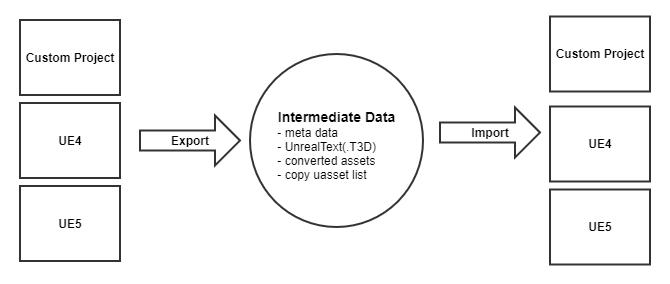 Custom Project
UE4
UE5
Export
Intermediate Data
- meta data
- UnrealText(.T3D)
- converted assets
- copy uasset list
Import
Custom Project
UE4
UE5